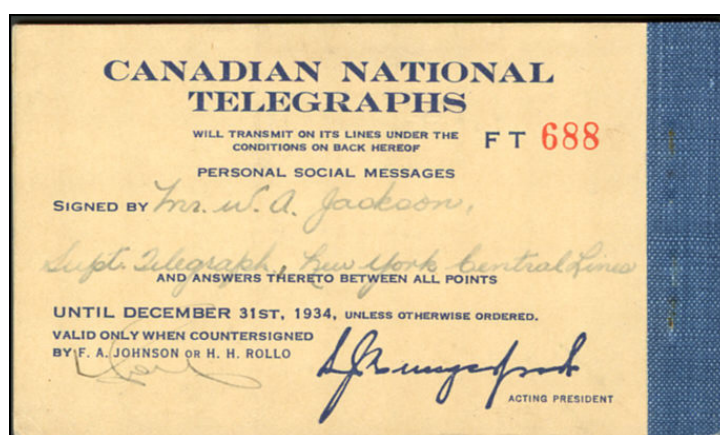 CANADIAN NATIONAL
TELEGRAPHS
WILL TRANSMIT ON ITS LINES UNDER THE
CONDITIONS ON BACK HEREOF
FT 688
PERSONAL SOCIAL MESSAGES
SIGNED BY Mr. W. A. Jackson,
Supt. Telegraph, New York Central Lines
AND ANSWERS THERETO BETWEEN ALL POINTS
UNTIL DECEMBER 31ST, 1934, UNLESS OTHERWISE ORDERED.
VALID ONLY WHEN COUNTERSIGNED
BY F. A. JOHNSON OR H. H. ROLLO
ACTING PRESIDENT